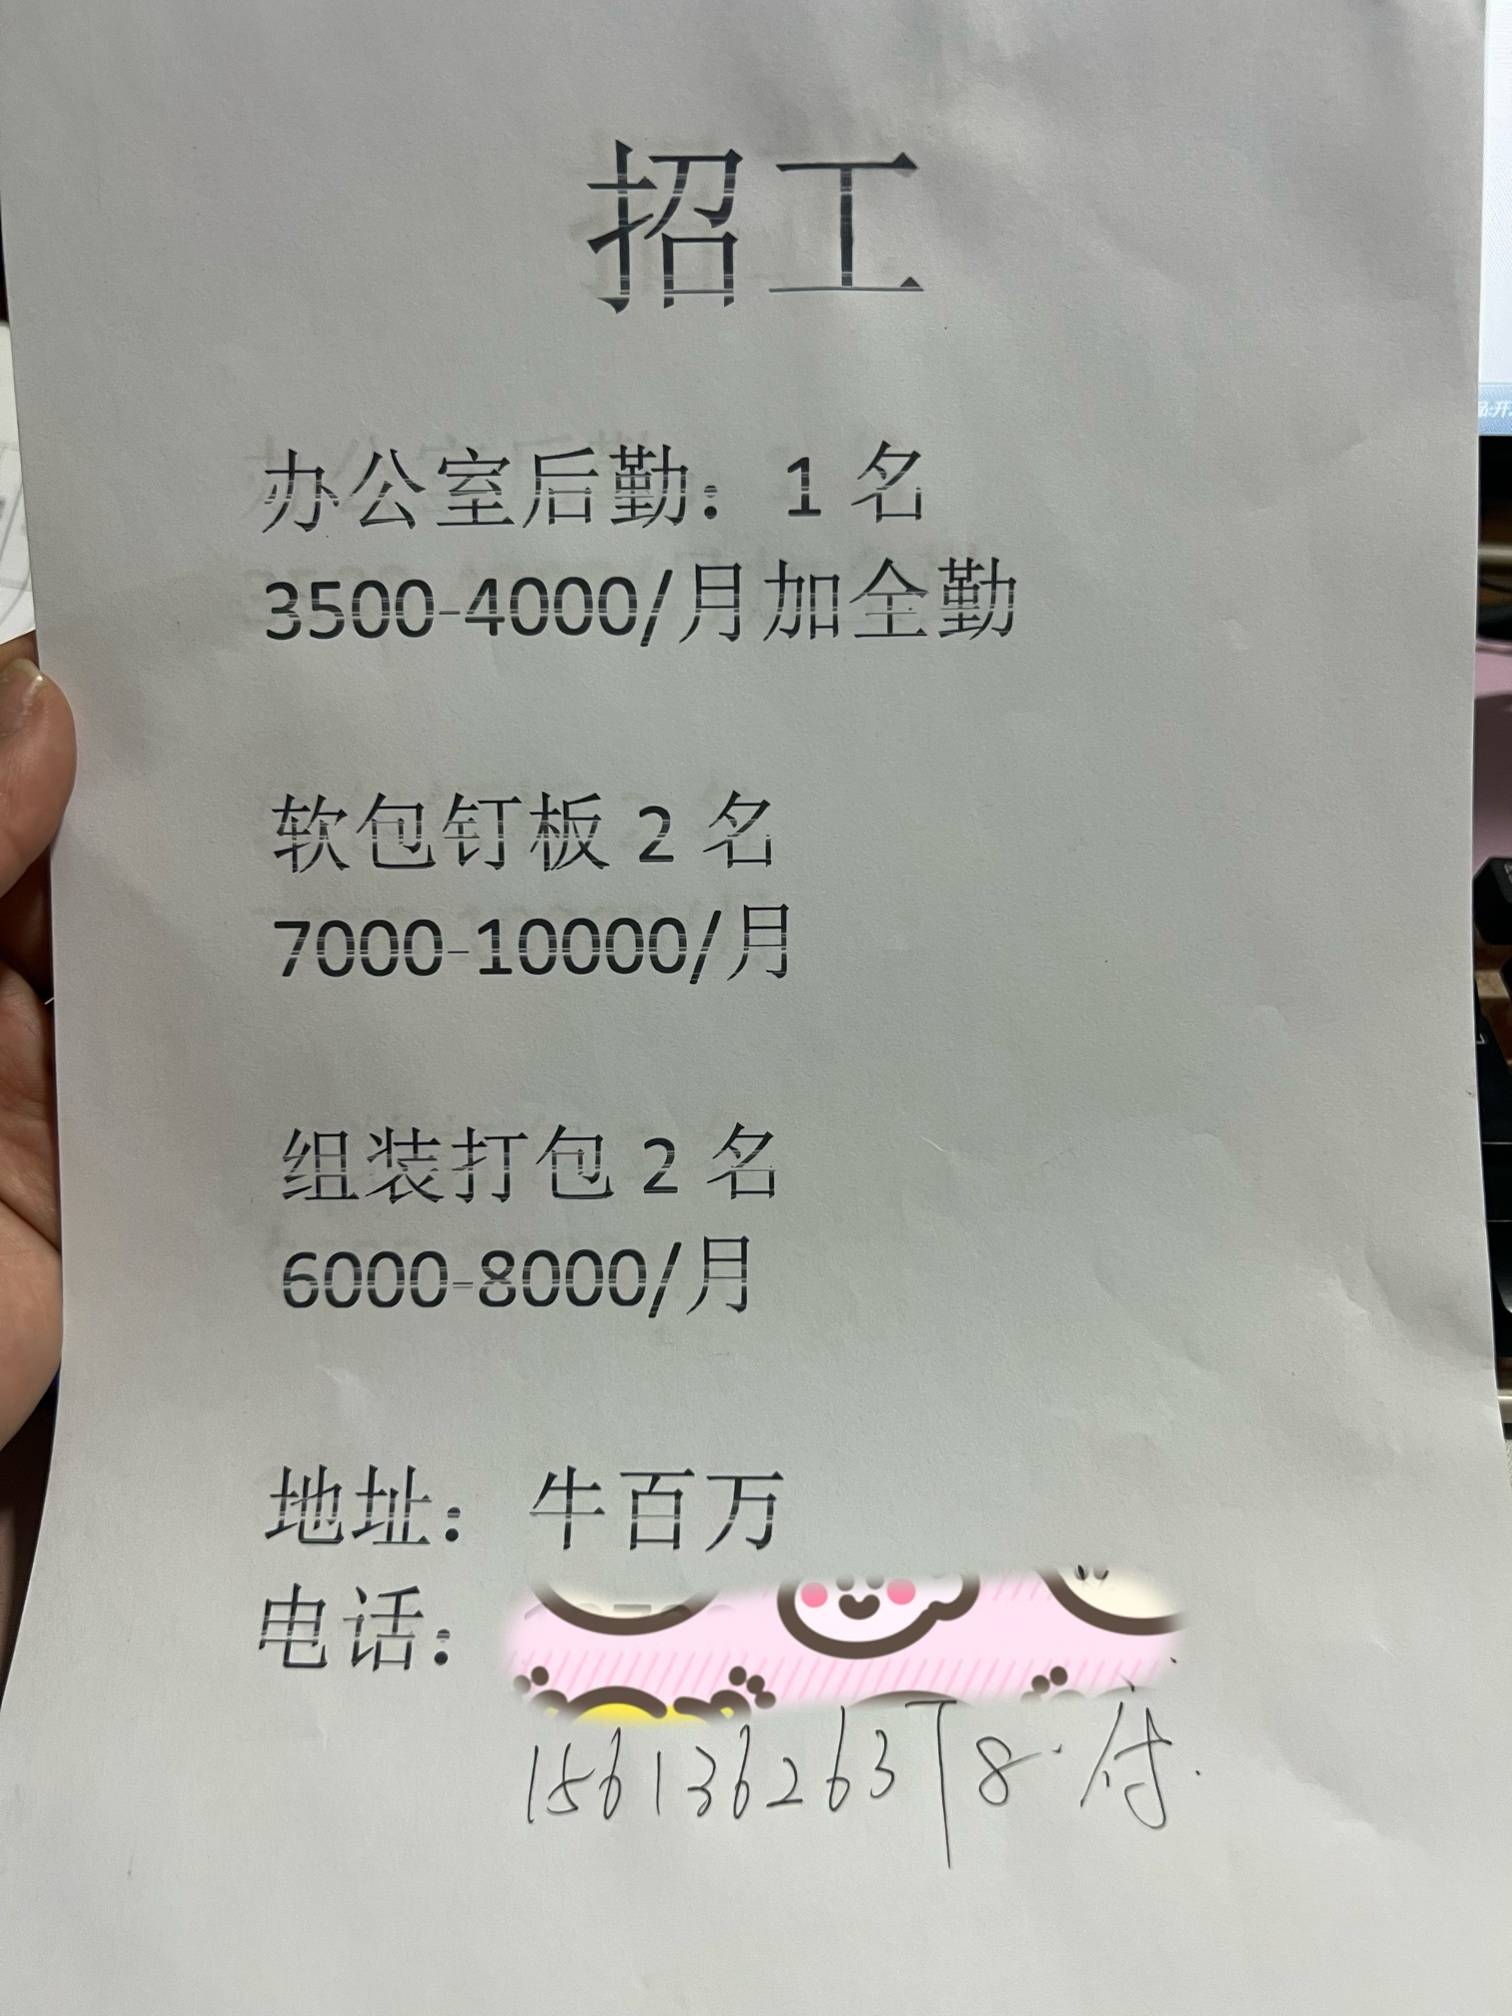 招工
办公室后勤：1名
3500-4000/月加全勤
软包钉板 2 名
7000-10000/月
组装打包 2 名
6000-8000/月
地址： 牛百万
电话：
15613626378·付.